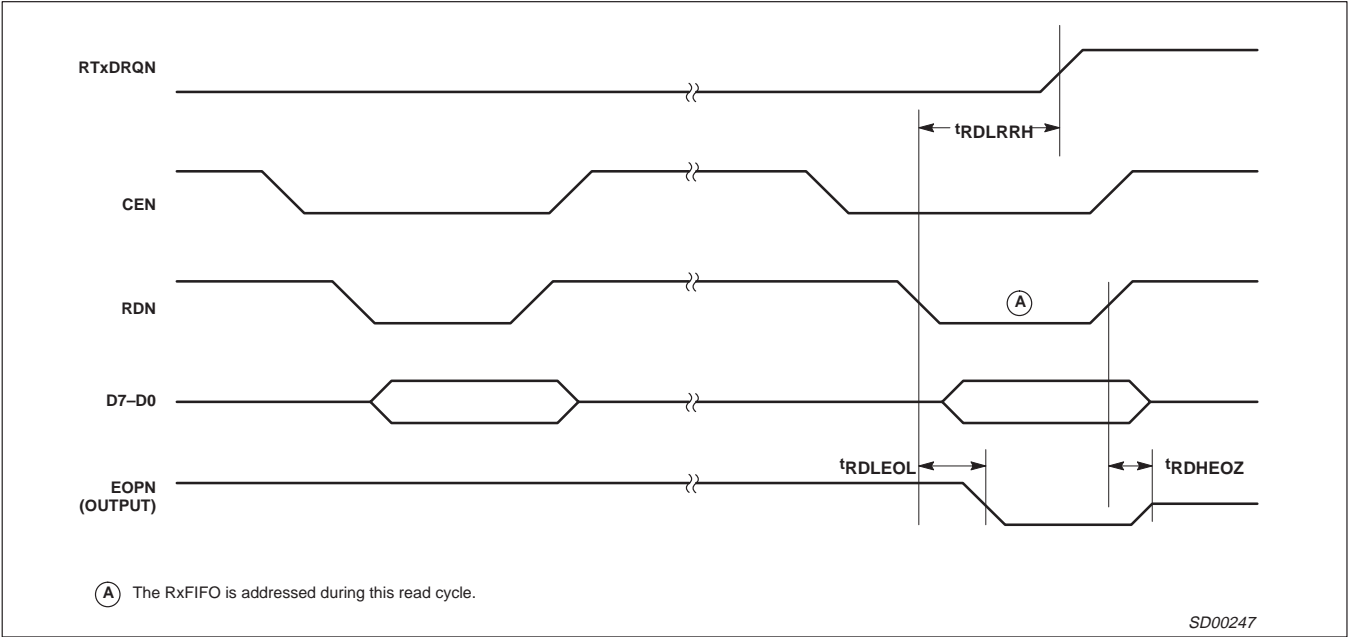 RTxDRQN
tRDLRRH
CEN
RDN
A
D7–D0
tRDLEOL
tRDHEOZ
EOPN
(OUTPUT)
A The RxFIFO is addressed during this read cycle.
SD00247